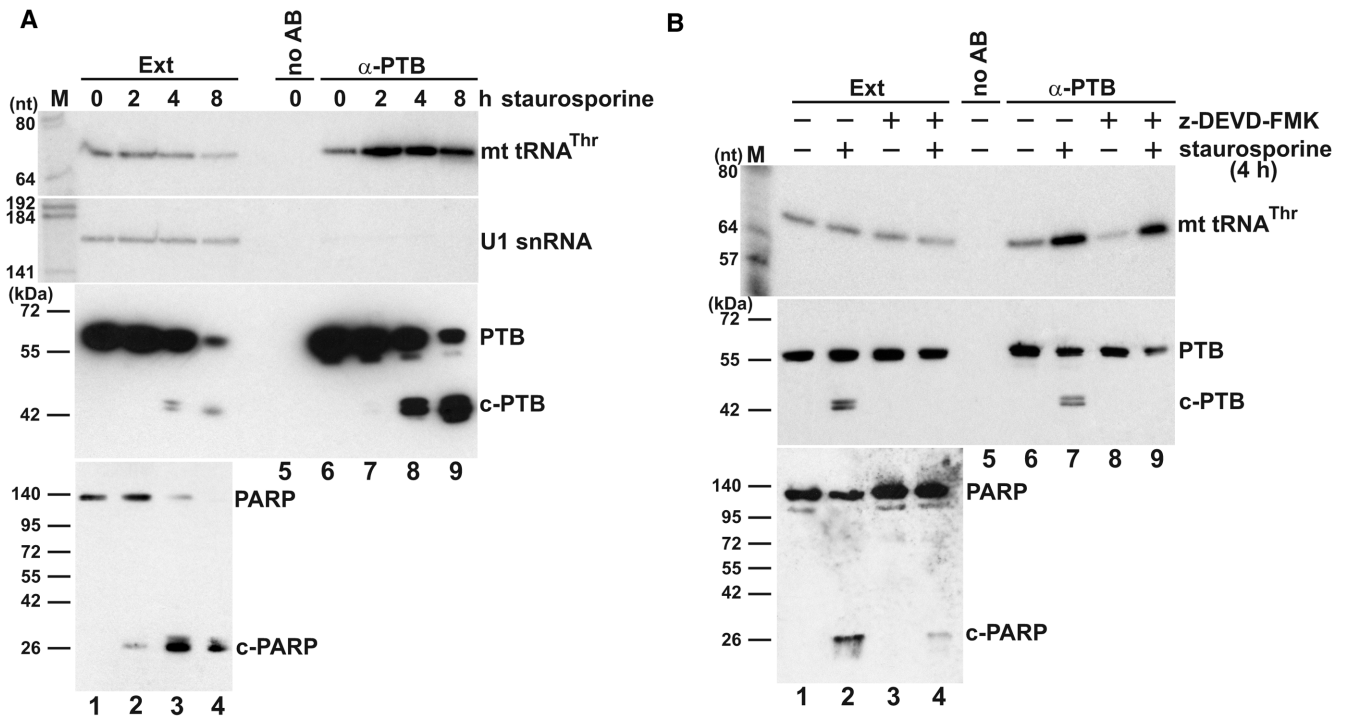 A
Ext
no AB
α-PTB
(nt) M 0 2 4 8 0 0 2 4 8 h staurosporine
80
64
mt tRNAThr
192
184
141
U1 snRNA
(kDa)
72
55
42
PTB
c-PTB
5 6 7 8 9
140
95
72
55
42
26
PARP
c-PARP
1 2 3 4
B
Ext
no AB
α-PTB
− − + + − − − + + z-DEVD-FMK
− + − + − − + − + staurosporine
(4 h)
(nt) M
80
64
57
mt tRNAThr
(kDa)
72
55
42
PTB
c-PTB
5 6 7 8 9
140
95
72
55
42
26
PARP
c-PARP
1 2 3 4